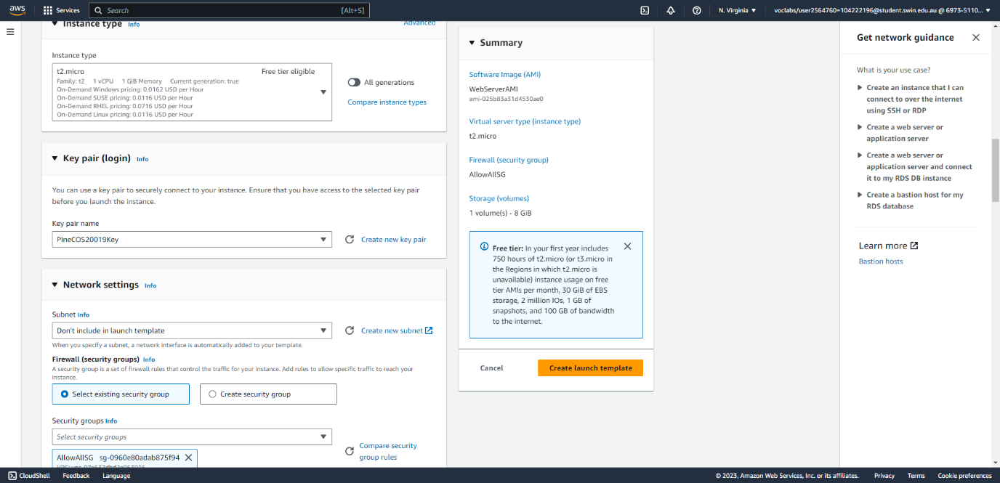 aws
Services
Search
[Alt+S]
N. Virginia
voclabs/user2564760=104222196@student.swin.edu.au @ 6973-5110...
Instance type Info
Advanced
Instance type
t2.micro
Free tier eligible
Family: t2 1 vCPU 1 GiB Memory Current generation: true
On-Demand Windows pricing: 0.0162 USD per Hour
On-Demand SUSE pricing: 0.0116 USD per Hour
On-Demand RHEL pricing: 0.0716 USD per Hour
On-Demand Linux pricing: 0.0116 USD per Hour
All generations
Compare instance types
Key pair (login) Info
You can use a key pair to securely connect to your instance. Ensure that you have access to the selected key pair
before you launch the instance.
Key pair name
PineCOS20019Key
Create new key pair
Network settings Info
Subnet Info
Don't include in launch template
Create new subnet
When you specify a subnet, a network interface is automatically added to your template.
Firewall (security groups) Info
A security group is a set of firewall rules that control the traffic for your instance. Add rules to allow specific traffic to reach your
instance.
Select existing security group
Create security group
Security groups Info
Select security groups
AllowAllSG sg-0960e80adab875f94
Compare security
group rules
Summary
Software Image (AMI)
WebServerAMI
ami-025b83a31d4530ae0
Virtual server type (instance type)
t2.micro
Firewall (security group)
AllowAllSG
Storage (volumes)
1 volume(s) - 8 GiB
Free tier: In your first year includes
750 hours of t2.micro (or t3.micro in
the Regions in which t2.micro is
unavailable) instance usage on free
tier AMIs per month, 30 GiB of EBS
storage, 2 million IOs, 1 GB of
snapshots, and 100 GB of bandwidth
to the internet.
Cancel
Create launch template
Get network guidance
What is your use case?
Create an instance that I can
connect to over the internet
using SSH or RDP
Create a web server or
application server
Create a web server or
application server and connect
it to my RDS DB instance
Create a bastion host for my
RDS database
Learn more
Bastion hosts
CloudShell
Feedback
Language
© 2023, Amazon Web Services, Inc. or its affiliates.
Privacy
Terms
Cookie preferences